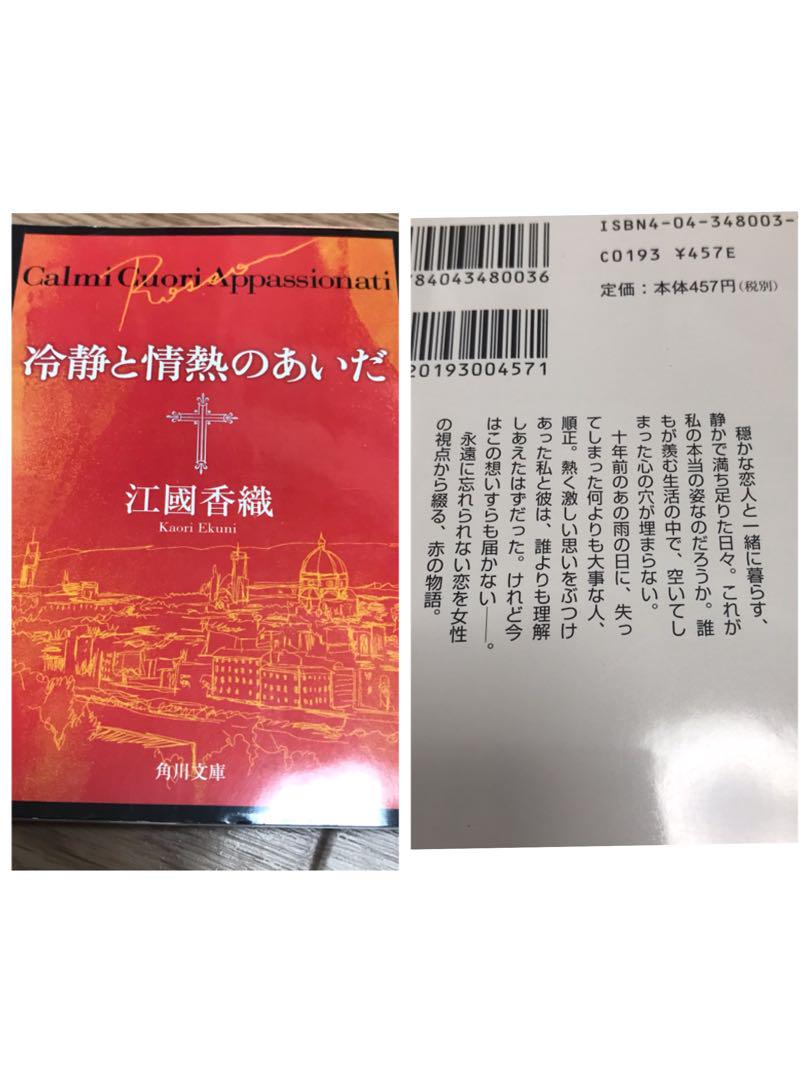 Calmi Cuori Appassionati
Rosso
冷静と情熱のあいだ
江國香織
Kaori Ekuni
角川文庫
ISBN4-04-348003-
C0193 ¥457E
定価：本体457円(税別)
784043480036
20193004571
穏かな恋人と一緒に暮らす、
静かで満ち足りた日々。これが
私の本当の姿なのだろうか。誰
もが羨む生活の中で、空いてし
まった心の穴が埋まらない。
十年前のあの雨の日に、失っ
てしまった何よりも大事な人、
順正。熱く激しい思いをぶつけ
あった私と彼は、誰よりも理解
しあえたはずだった。けれど今
はこの想いすらも届かない――。
永遠に忘れられない恋を女性
の視点から綴る、赤の物語。